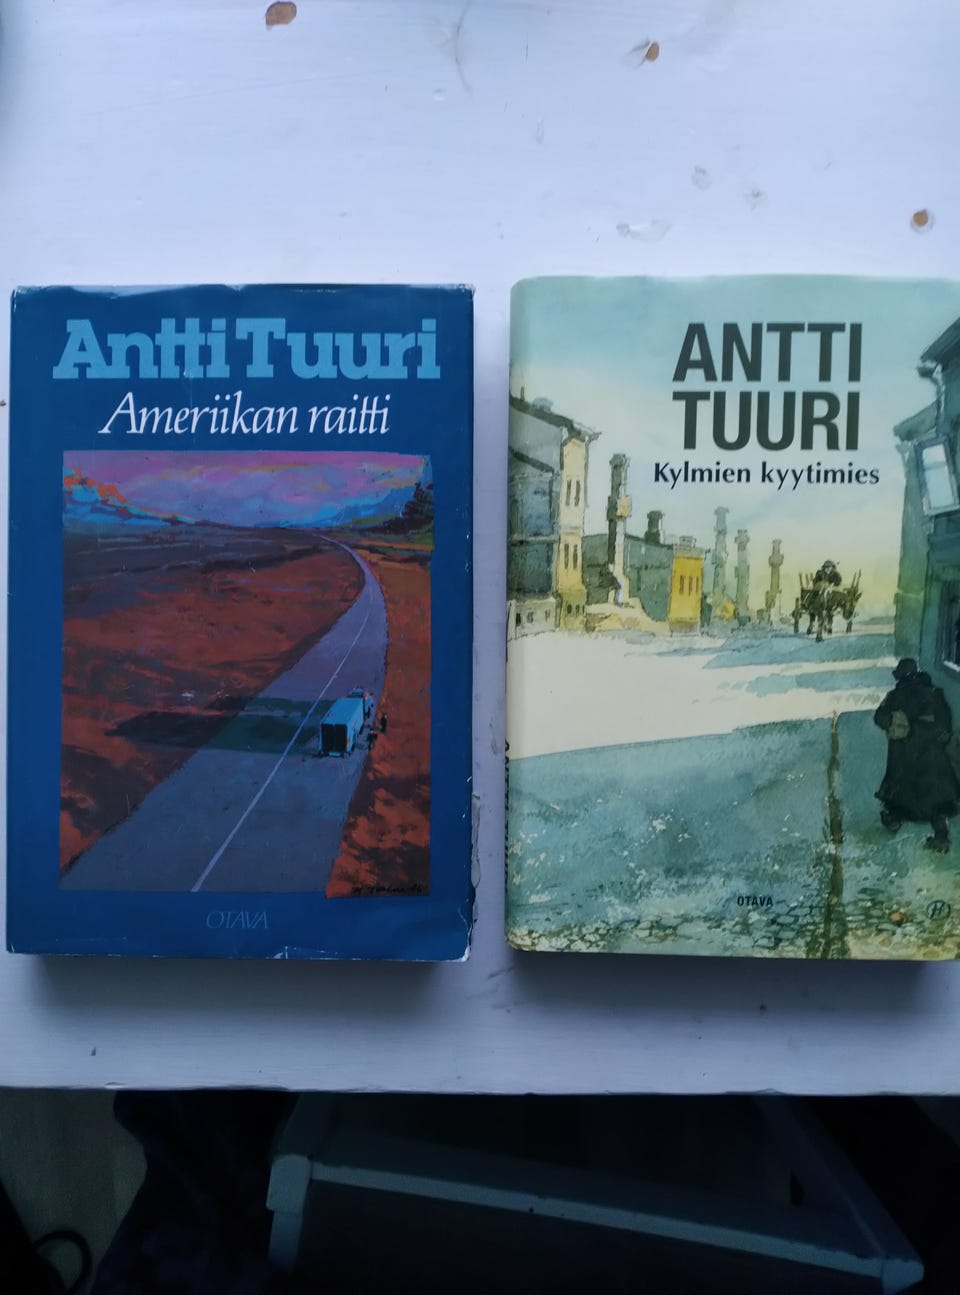 Antti Tuuri
Ameriikan raitti
OTAVA
ANTTI
TUURI
Kylmien kyytimies
OTAVA